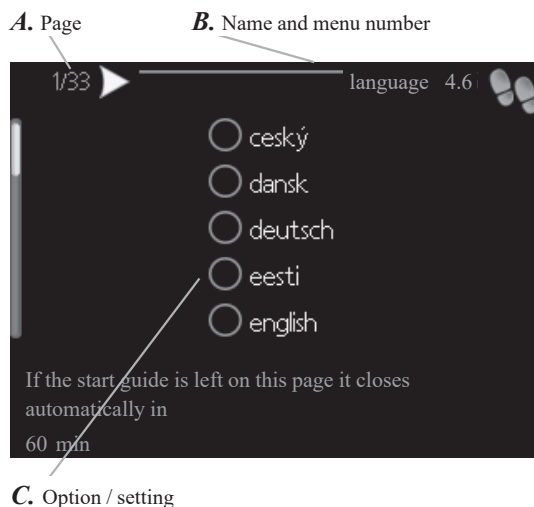 A. Page
B. Name and menu number
1/33
language 4.6
ceský
dansk
deutsch
eesti
english
If the start guide is left on this page it closes
automatically in
60 min
C. Option / setting